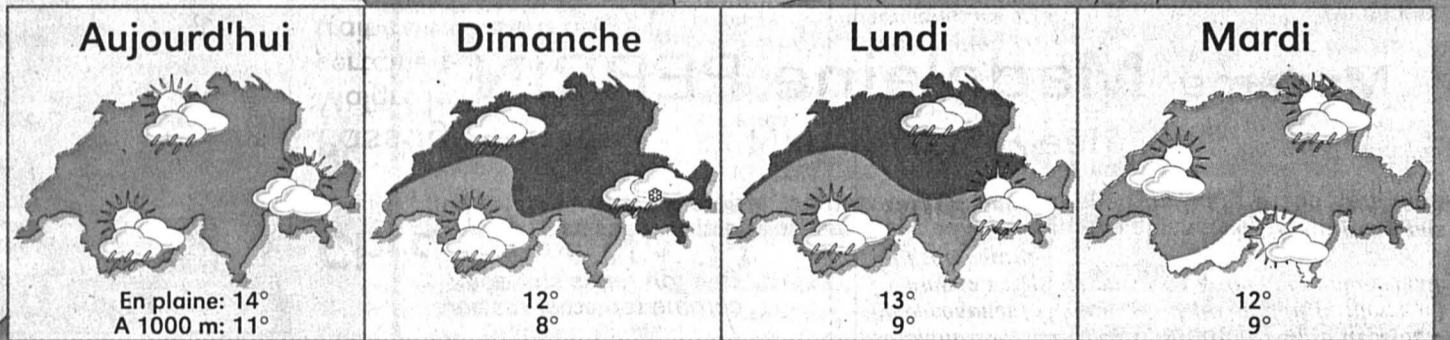 Aujourd'hui
En plaine: 14°
A 1000 m: 11°
Dimanche
12°
8°
Lundi
13°
9°
Mardi
12°
9°